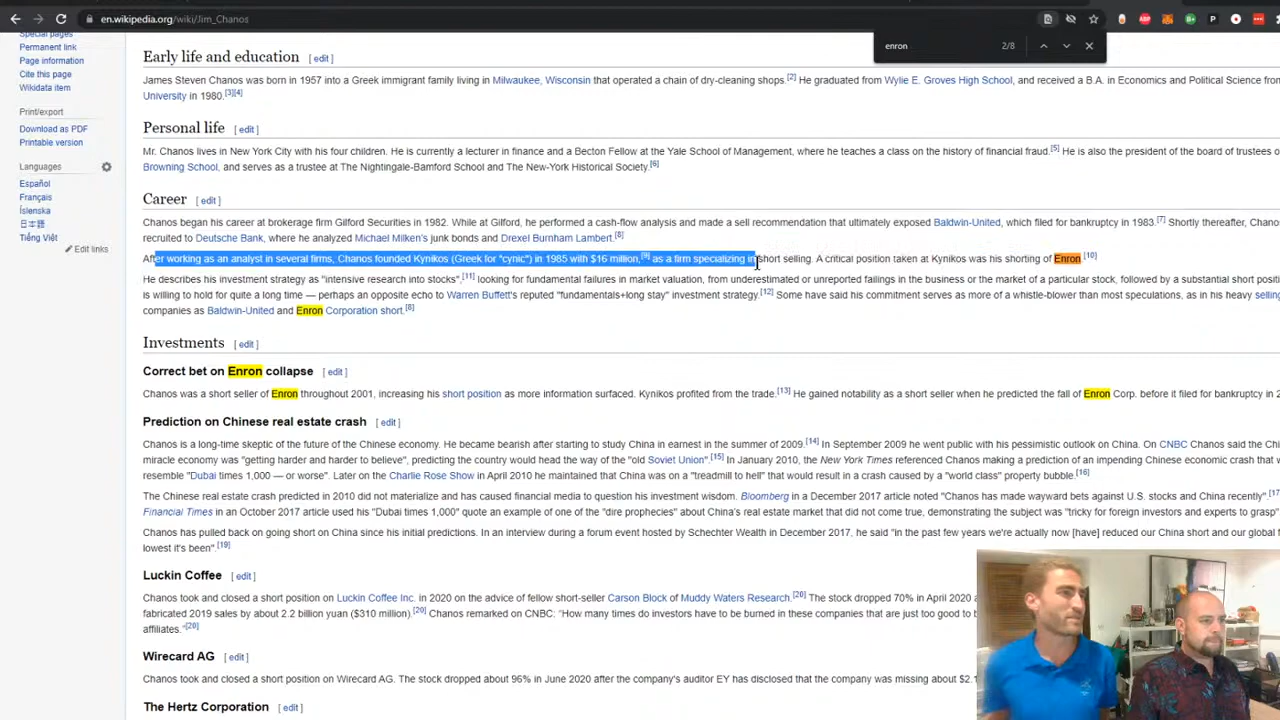 en.wikipedia.org/wiki/Jim_Chanos
enron
2/8
Special pages
Permanent link
Page information
Cite this page
Wikidata item
Print/export
Download as PDF
Printable version
Languages
Español
Français
Íslenska
日本語
Tiếng Việt
Edit links
Early life and education [ edit ]
James Steven Chanos was born in 1957 into a Greek immigrant family living in Milwaukee, Wisconsin that operated a chain of dry-cleaning shops.[2] He graduated from Wylie E. Groves High School, and received a B.A. in Economics and Political Science from
University in 1980.[3][4]
Personal life [ edit ]
Mr. Chanos lives in New York City with his four children. He is currently a lecturer in finance and a Becton Fellow at the Yale School of Management, where he teaches a class on the history of financial fraud.[5] He is also the president of the board of trustees of
Browning School, and serves as a trustee at The Nightingale-Bamford School and The New-York Historical Society.[6]
Career [ edit ]
Chanos began his career at brokerage firm Gilford Securities in 1982. While at Gilford, he performed a cash-flow analysis and made a sell recommendation that ultimately exposed Baldwin-United, which filed for bankruptcy in 1983.[7] Shortly thereafter, Chanos
recruited to Deutsche Bank, where he analyzed Michael Milken's junk bonds and Drexel Burnham Lambert.[8]
After working as an analyst in several firms, Chanos founded Kynikos (Greek for "cynic") in 1985 with $16 million,[9] as a firm specializing in short selling. A critical position taken at Kynikos was his shorting of Enron.[10]
He describes his investment strategy as "intensive research into stocks",[11] looking for fundamental failures in market valuation, from underestimated or unreported failings in the business or the market of a particular stock, followed by a substantial short posi
is willing to hold for quite a long time — perhaps an opposite echo to Warren Buffett's reputed "fundamentals+long stay" investment strategy.[12] Some have said his commitment serves as more of a whistle-blower than most speculations, as in his heavy selling
companies as Baldwin-United and Enron Corporation short.[8]
Investments [ edit ]
Correct bet on Enron collapse [ edit ]
Chanos was a short seller of Enron throughout 2001, increasing his short position as more information surfaced. Kynikos profited from the trade.[13] He gained notability as a short seller when he predicted the fall of Enron Corp. before it filed for bankruptcy in 2
Prediction on Chinese real estate crash [ edit ]
Chanos is a long-time skeptic of the future of the Chinese economy. He became bearish after starting to study China in earnest in the summer of 2009.[14] In September 2009 he went public with his pessimistic outlook on China. On CNBC Chanos said the Chi
miracle economy was "getting harder and harder to believe", predicting the country would head the way of the "old Soviet Union".[15] In January 2010, the New York Times referenced Chanos making a prediction of an impending Chinese economic crash that w
resemble "Dubai times 1,000 — or worse". Later on the Charlie Rose Show in April 2010 he maintained that China was on a "treadmill to hell" that would result in a crash caused by a "world class" property bubble.[16]
The Chinese real estate crash predicted in 2010 did not materialize and has caused financial media to question his investment wisdom. Bloomberg in a December 2017 article noted "Chanos has made wayward bets against U.S. stocks and China recently".[17
Financial Times in an October 2017 article used his "Dubai times 1,000" quote an example of one of the "dire prophecies" about China's real estate market that did not come true, demonstrating the subject was "tricky for foreign investors and experts to grasp"
Chanos has pulled back on going short on China since his initial predictions. In an interview during a forum event hosted by Schechter Wealth in December 2017, he said "in the past few years we're actually now [have] reduced our China short and our global
lowest it's been".[19]
Luckin Coffee [ edit ]
Chanos took and closed a short position on Luckin Coffee Inc. in 2020 on the advice of fellow short-seller Carson Block of Muddy Waters Research.[20] The stock dropped 70% in April 2020
fabricated 2019 sales by about 2.2 billion yuan ($310 million).[20] Chanos remarked on CNBC: "How many times do investors have to be burned in these companies that are just too good to
affiliates."[20]
Wirecard AG [ edit ]
Chanos took and closed a short position on Wirecard AG. The stock dropped about 96% in June 2020 after the company's auditor EY has disclosed that the company was missing about $2.
The Hertz Corporation [ edit ]